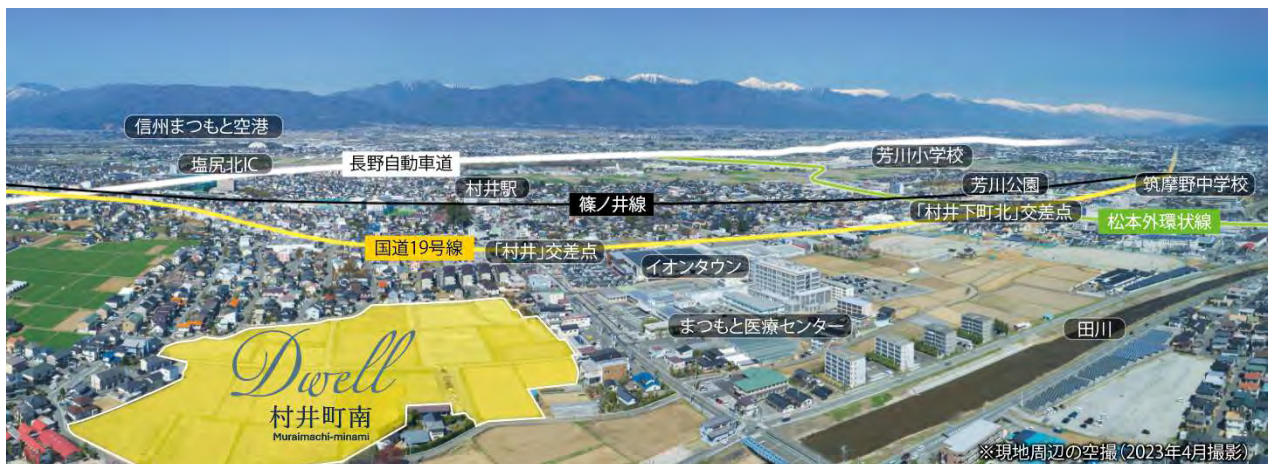 信州まつもと空港
塩尻北IC
長野自動車道
芳川小学校
村井駅
芳川公園
筑摩野中学校
篠ノ井線
「村井下町北」交差点
松本外環状線
国道19号線
「村井」交差点
イオンタウン
まつもと医療センター
田川
Dwell
村井町南
Muraimachi-minami
※現地周辺の空撮(2023年4月撮影)